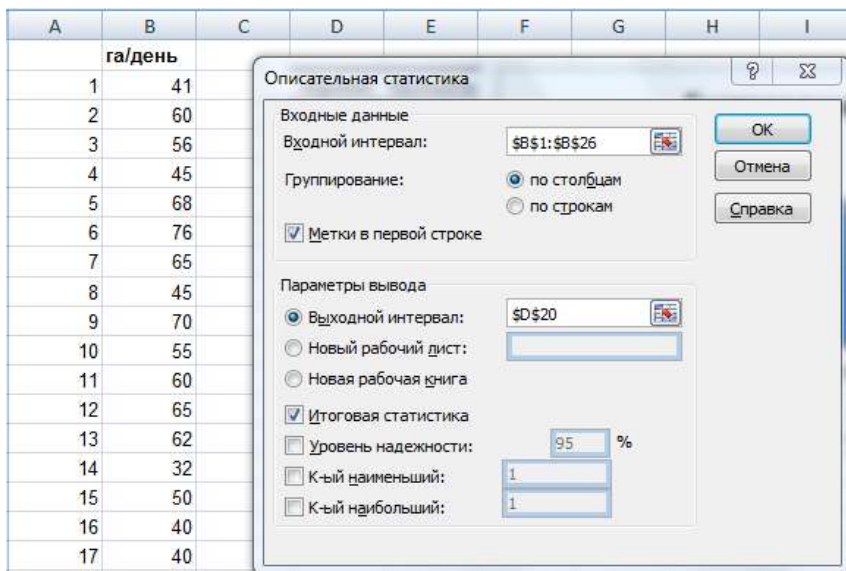 A B C D E F G H I
га/день
1 41
2 60
3 56
4 45
5 68
6 76
7 65
8 45
9 70
10 55
11 60
12 65
13 62
14 32
15 50
16 40
17 40
Описательная статистика
Входные данные
Входной интервал: $B$1:$B$26
Группирование: по столбцам
по строкам
Метки в первой строке
OK
Отмена
Справка
Параметры вывода
Выходной интервал: $D$20
Новый рабочий лист:
Новая рабочая книга
Итоговая статистика
Уровень надежности: 95 %
К-ый наименьший: 1
К-ый наибольший: 1